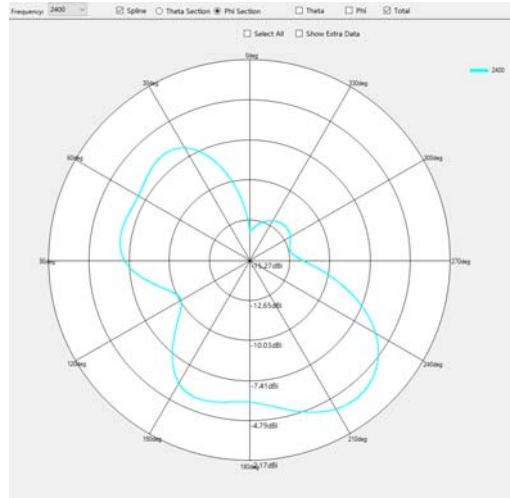 Frequency: 2400 Spline Theta Section Phi Section Theta Phi Total
Select All Show Extra Data
0deg
30deg
330deg
2400
60deg
300deg
-15.27dBi
90deg
270deg
-12.65dBi
-10.03dBi
120deg
240deg
-7.41dBi
-4.79dBi
150deg
210deg
180deg
-2.17dBi